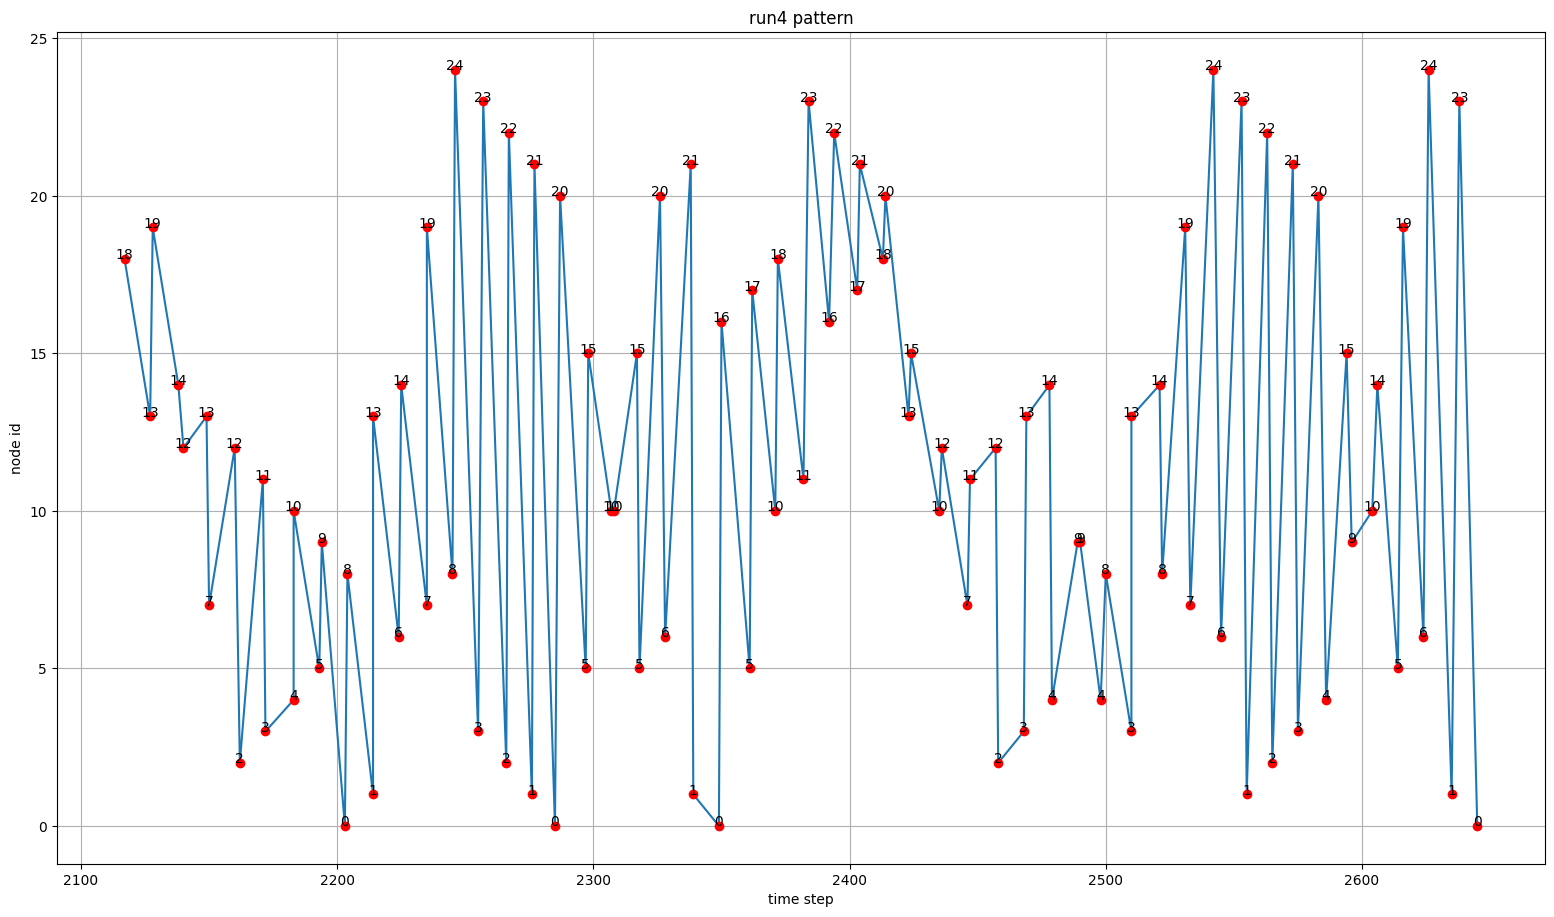 run4 pattern
25
24 24 24
23 23 23 23
22 22 22
21 21 21 21
20 20 20 20 20
19 19 19 19
18 18 18
17 17
16 16
15 15 15 15 15
14 14 14 14 14
13 13 13 13 13 13
12 12 12 12
node id
11 11 11
10 10 10 10 10 10 10
9 9 9 9
8 8 8 8
7 7 7 7
6 6 6 6
5 5 5 5 5 5
4 4 4 4
3 3 3 3 3
2 2 2 2
1 1 1 1 1
0 0 0 0 0
2100 2200 2300 2400 2500 2600
time step